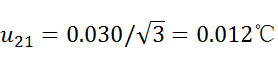 u₂₁ = 0.030/√3 = 0.012℃